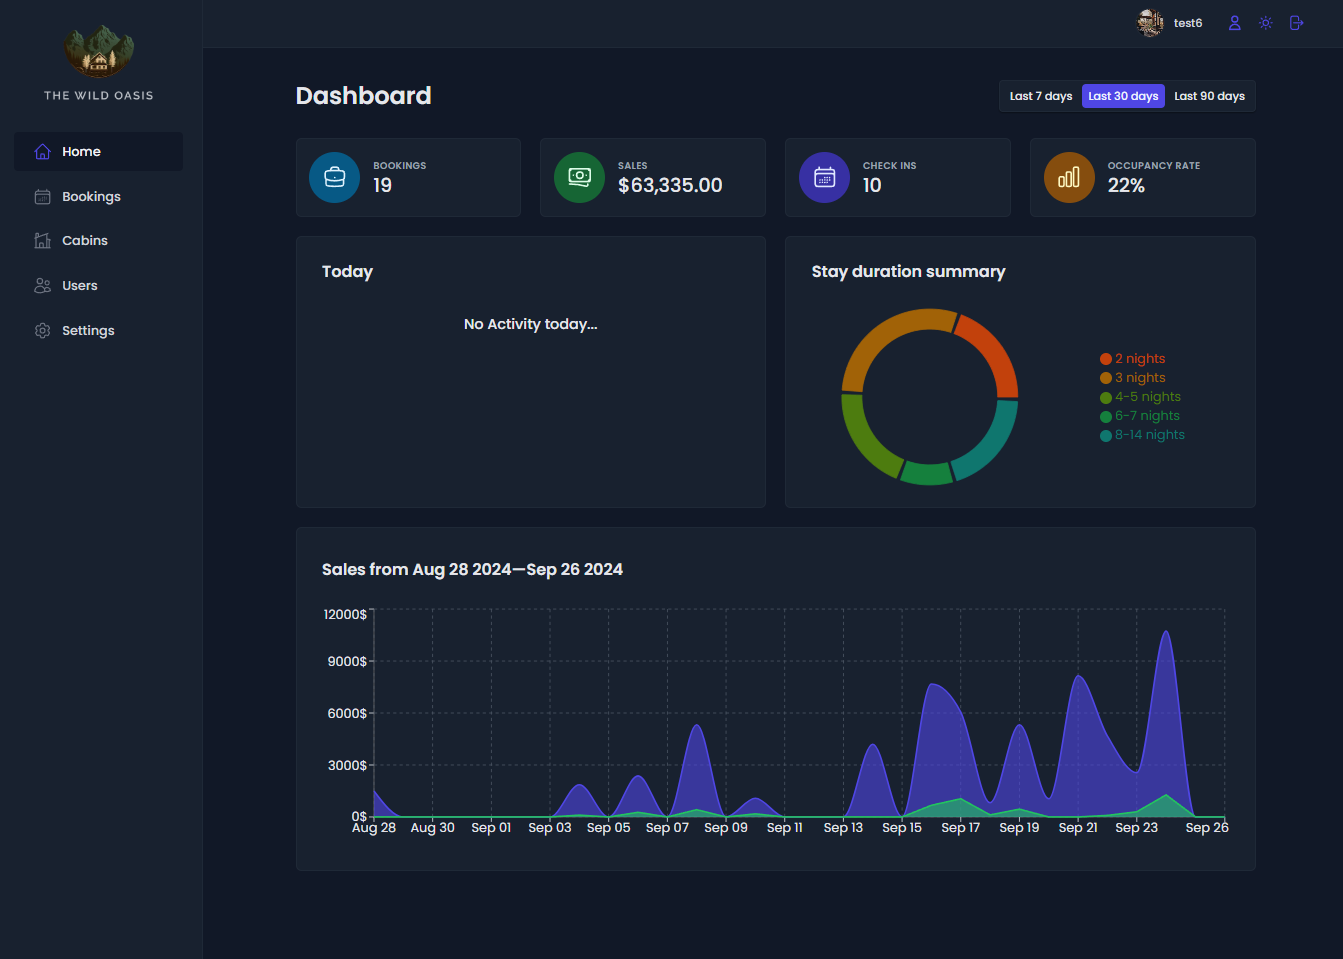 test6
THE WILD OASIS
Home
Bookings
Cabins
Users
Settings
Dashboard
Last 7 days
Last 30 days
Last 90 days
BOOKINGS
19
SALES
$63,335.00
CHECK INS
10
OCCUPANCY RATE
22%
Today
No Activity today...
Stay duration summary
2 nights
3 nights
4-5 nights
6-7 nights
8-14 nights
Sales from Aug 28 2024—Sep 26 2024
12000$
9000$
6000$
3000$
0$
Aug 28 Aug 30 Sep 01 Sep 03 Sep 05 Sep 07 Sep 09 Sep 11 Sep 13 Sep 15 Sep 17 Sep 19 Sep 21 Sep 23 Sep 26